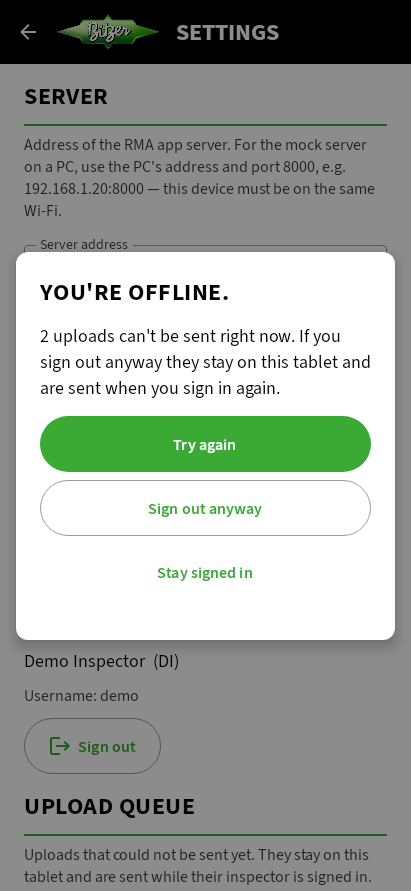 Bitzer
SETTINGS
SERVER
Address of the RMA app server. For the mock server
on a PC, use the PC's address and port 8000, e.g.
192.168.1.20:8000 — this device must be on the same
Wi-Fi.
Server address
YOU'RE OFFLINE.
2 uploads can't be sent right now. If you
sign out anyway they stay on this tablet and
are sent when you sign in again.
Try again
Sign out anyway
Stay signed in
Demo Inspector (DI)
Username: demo
Sign out
UPLOAD QUEUE
Uploads that could not be sent yet. They stay on this
tablet and are sent while their inspector is signed in.